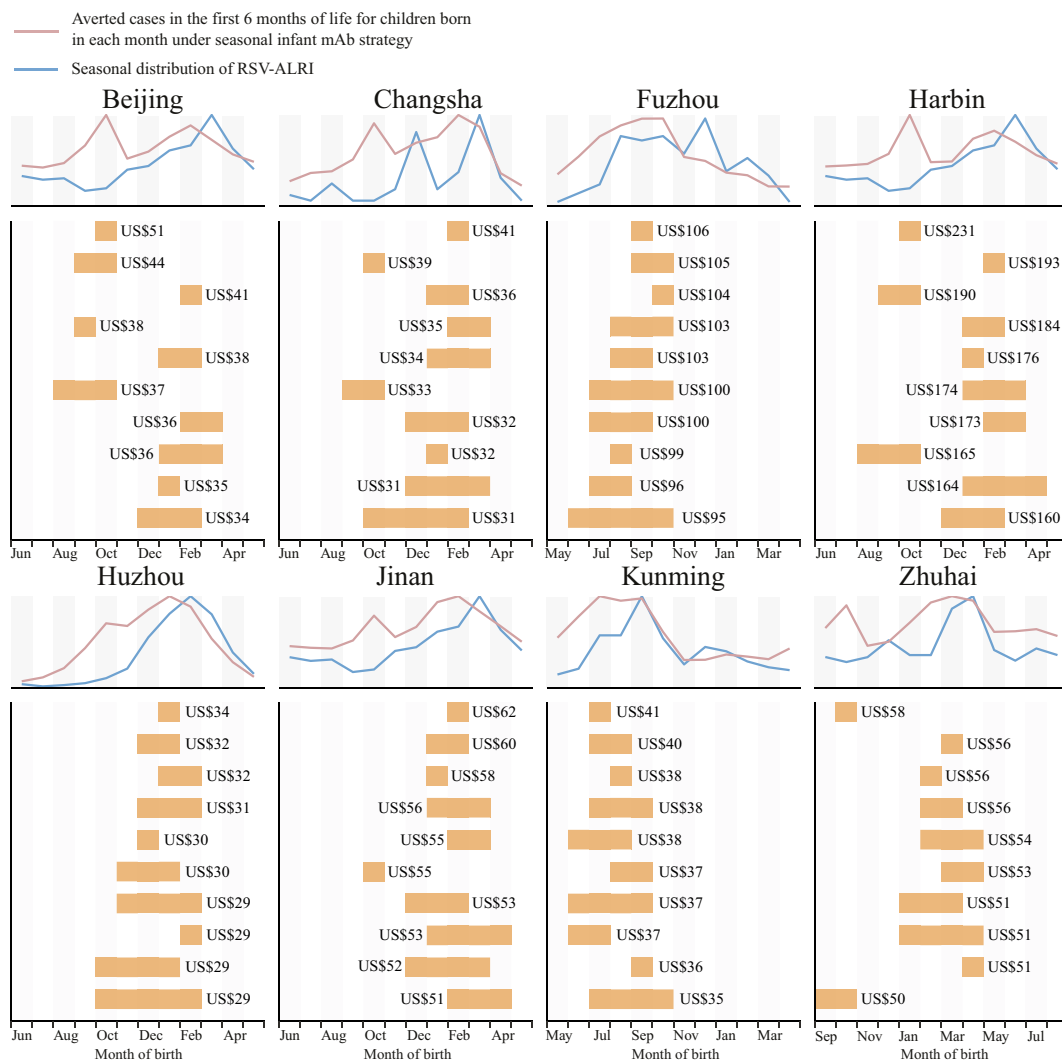 Averted cases in the first 6 months of life for children born
in each month under seasonal infant mAb strategy
Seasonal distribution of RSV-ALRI
Beijing
US$51
US$44
US$41
US$38
US$38
US$37
US$36
US$36
US$35
US$34
Jun Aug Oct Dec Feb Apr
Changsha
US$41
US$39
US$36
US$35
US$34
US$33
US$32
US$32
US$31
US$31
Jun Aug Oct Dec Feb Apr
Fuzhou
US$106
US$105
US$104
US$103
US$103
US$100
US$100
US$99
US$96
US$95
May Jul Sep Nov Jan Mar
Harbin
US$231
US$193
US$190
US$184
US$176
US$174
US$173
US$165
US$164
US$160
Jun Aug Oct Dec Feb Apr
Huzhou
US$34
US$32
US$32
US$31
US$30
US$30
US$29
US$29
US$29
US$29
Jun Aug Oct Dec Feb Apr
Month of birth
Jinan
US$62
US$60
US$58
US$56
US$55
US$55
US$53
US$53
US$52
US$51
Jun Aug Oct Dec Feb Apr
Month of birth
Kunming
US$41
US$40
US$38
US$38
US$38
US$37
US$37
US$37
US$36
US$35
May Jul Sep Nov Jan Mar
Month of birth
Zhuhai
US$58
US$56
US$56
US$56
US$54
US$53
US$51
US$51
US$51
US$50
Sep Nov Jan Mar May Jul
Month of birth